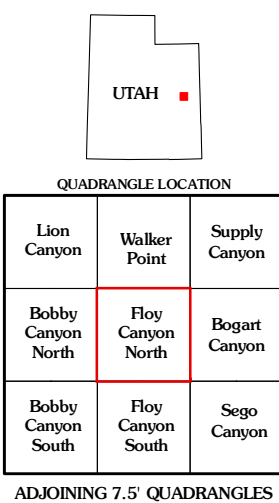 UTAH
QUADRANGLE LOCATION
Lion
Canyon
Walker
Point
Supply
Canyon
Bobby
Canyon
North
Floy
Canyon
North
Bogart
Canyon
Bobby
Canyon
South
Floy
Canyon
South
Sego
Canyon
ADJOINING 7.5' QUADRANGLES